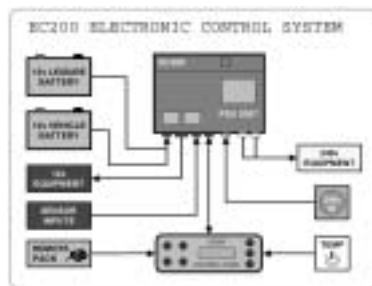 EC200 ELECTRONIC CONTROL SYSTEM
12v LEISURE
BATTERY
12v VEHICLE
BATTERY
PSU UNIT
12v
EQUIPMENT
240v
EQUIPMENT
SENSOR
INPUTS
PACK
TEMP